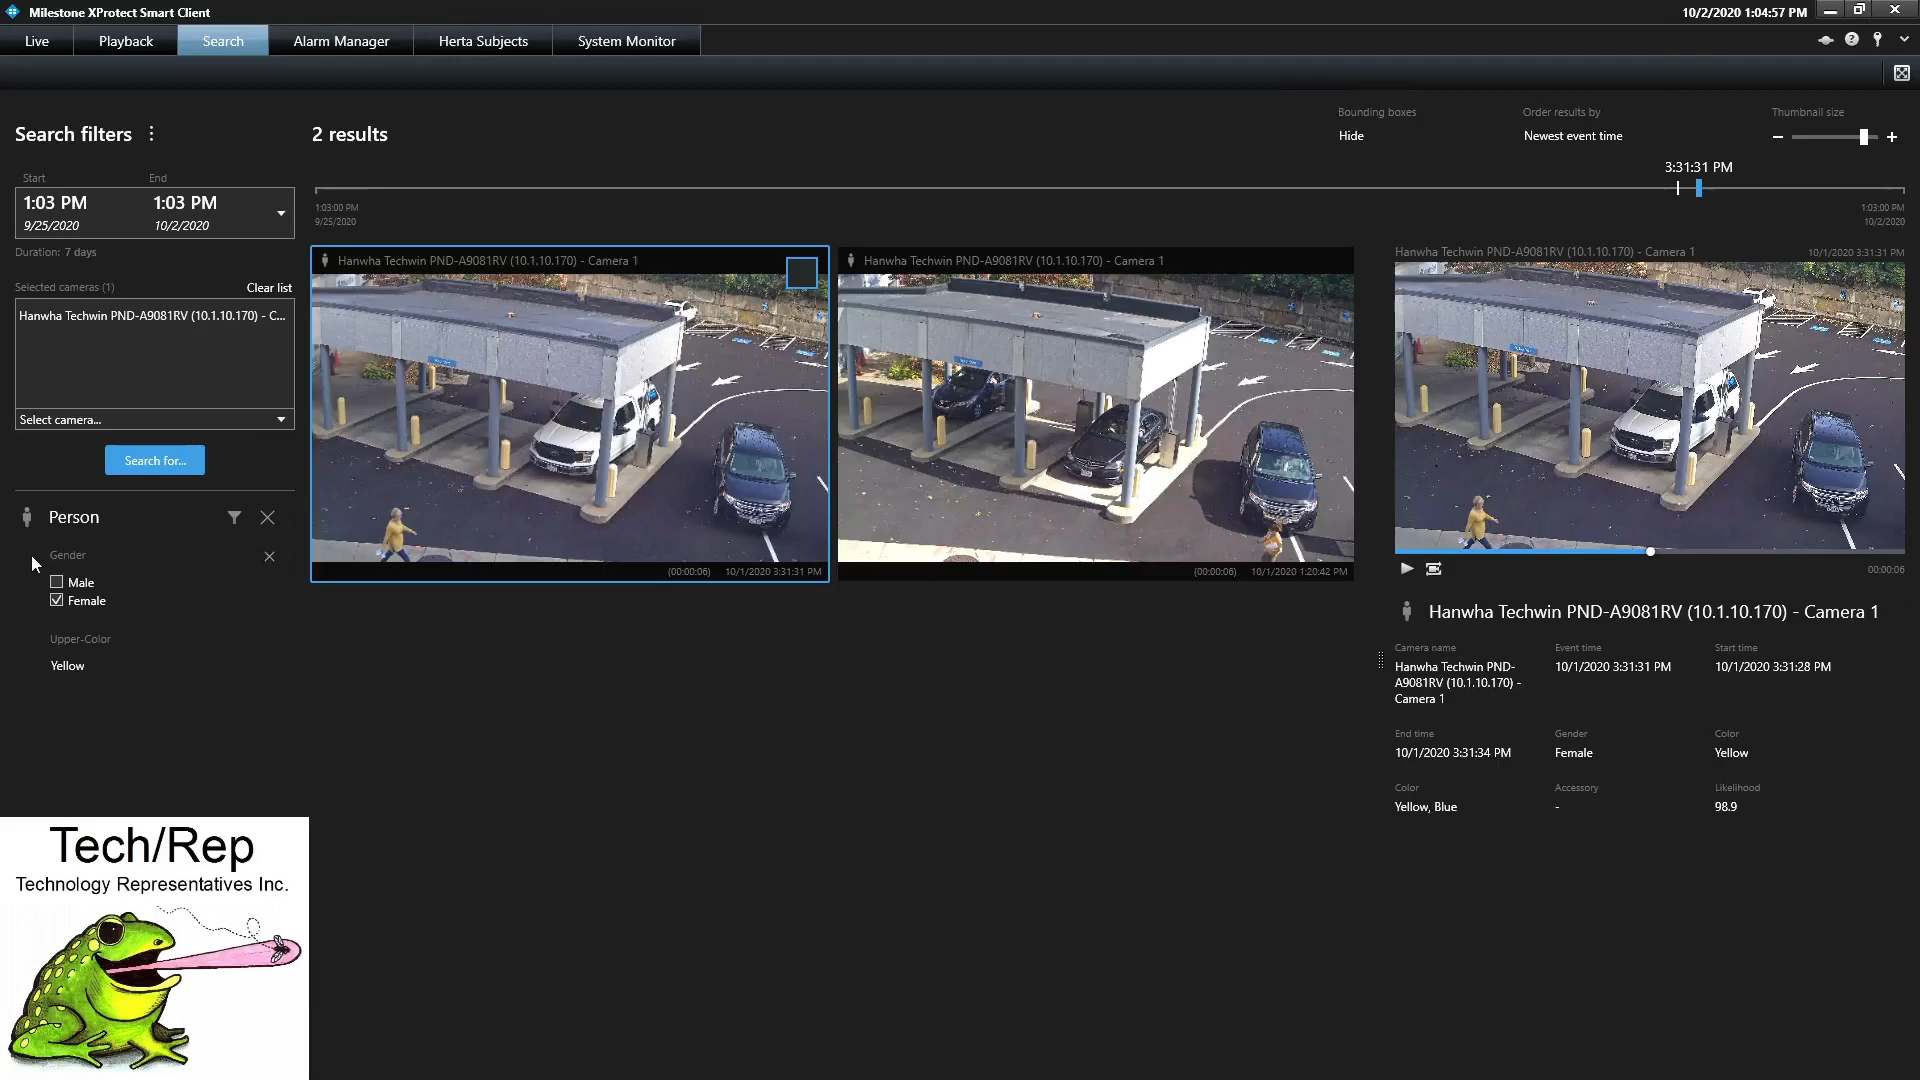 Milestone XProtect Smart Client
10/2/2020 1:04:57 PM
Live
Playback
Search
Alarm Manager
Herta Subjects
System Monitor
Search filters
2 results
Bounding boxes
Hide
Order results by
Newest event time
Thumbnail size
3:31:31 PM
Start
End
1:03 PM
1:03 PM
9/25/2020
10/2/2020
1:03:00 PM
9/25/2020
1:03:00 PM
10/2/2020
Duration: 7 days
Selected cameras (1)
Clear list
Hanwha Techwin PND-A9081RV (10.1.10.170) - C...
Select camera...
Search for...
Person
Gender
Male
Female
Upper-Color
Yellow
Hanwha Techwin PND-A9081RV (10.1.10.170) - Camera 1
(00:00:06) 10/1/2020 3:31:31 PM
Hanwha Techwin PND-A9081RV (10.1.10.170) - Camera 1
(00:00:06) 10/1/2020 1:20:42 PM
Hanwha Techwin PND-A9081RV (10.1.10.170) - Camera 1
10/1/2020 3:31:31 PM
00:00:06
Hanwha Techwin PND-A9081RV (10.1.10.170) - Camera 1
Camera name
Event time
Start time
Hanwha Techwin PND-
A9081RV (10.1.10.170) -
Camera 1
10/1/2020 3:31:31 PM
10/1/2020 3:31:28 PM
End time
Gender
Color
10/1/2020 3:31:34 PM
Female
Yellow
Color
Accessory
Likelihood
Yellow, Blue
-
98.9
Tech/Rep
Technology Representatives Inc.